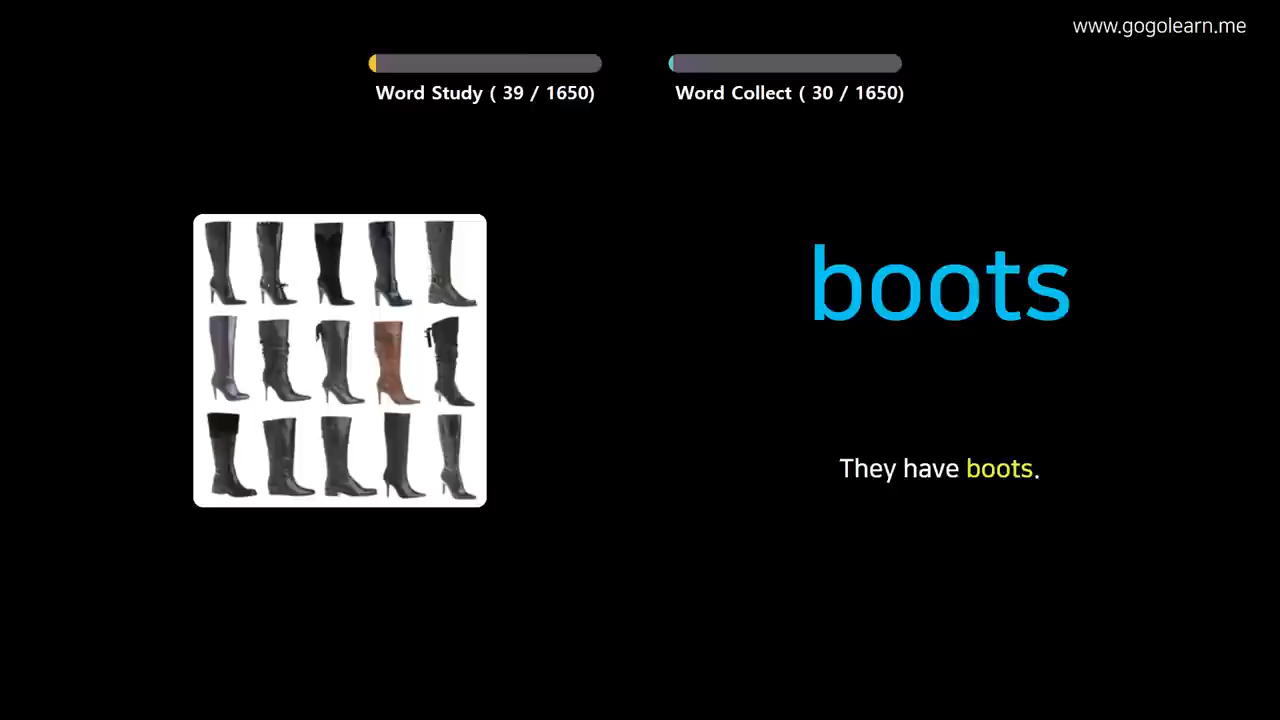 www.gogolearn.me
Word Study ( 39 / 1650)
Word Collect ( 30 / 1650)
boots
They have boots.